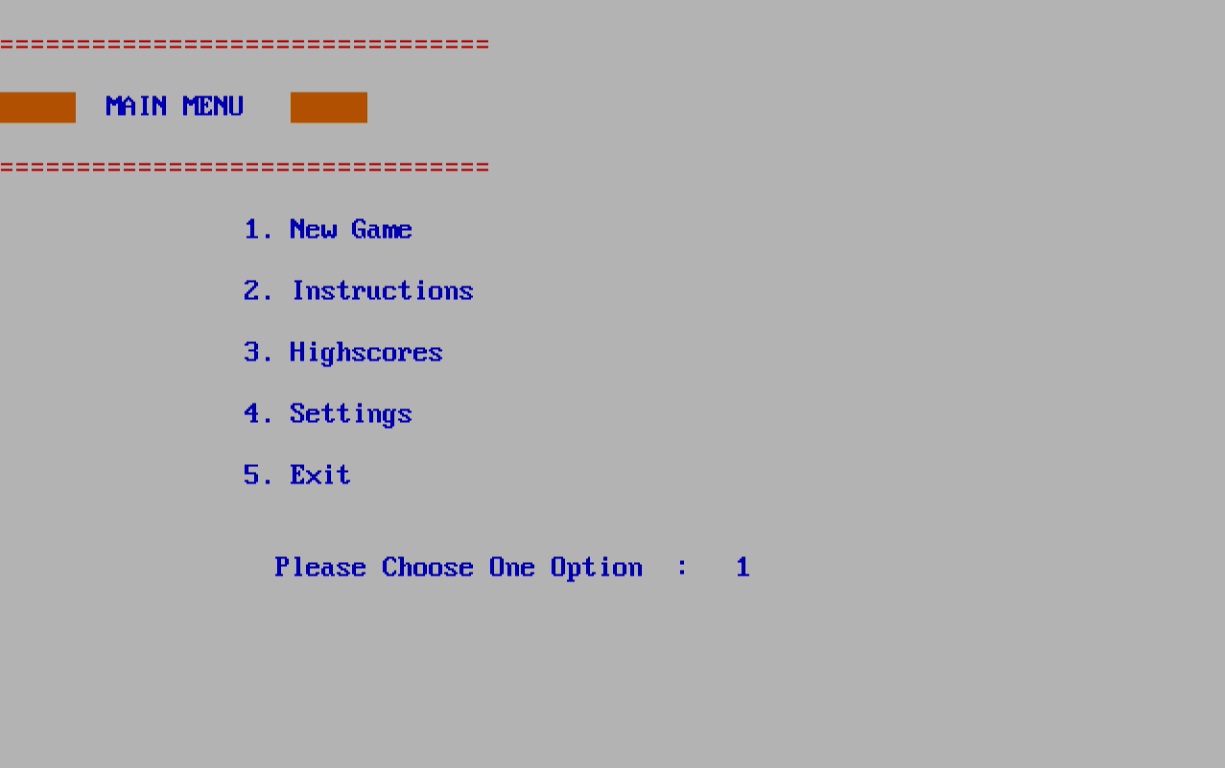 ================================
MAIN MENU
================================
1. New Game
2. Instructions
3. Highscores
4. Settings
5. Exit
Please Choose One Option : 1